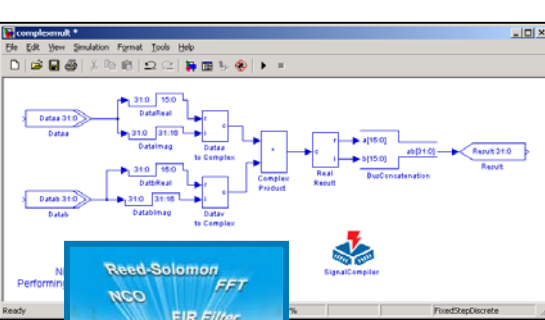 complexmult *
File Edit View Simulation Format Tools Help
31:0 15:0
DataReal
Dataa 31:0
Dataa
31:0 31:16
DataImag
r
i
c
Dataa
to Complex
31:0 15:0
DatbReal
Datab 31:0
Datab
31:0 31:16
DatabImag
r
i
c
Datav
to Complex
Complex
Product
c
r
i
Real
Result
a[15:0]
b[15:0]
ab[31:0]
BusConcatenation
Result 31:0
Result
SignalCompiler
Ni
Performing
Reed-Solomon
FFT
NCO
FIR Filter
Ready
%
FixedStepDiscrete